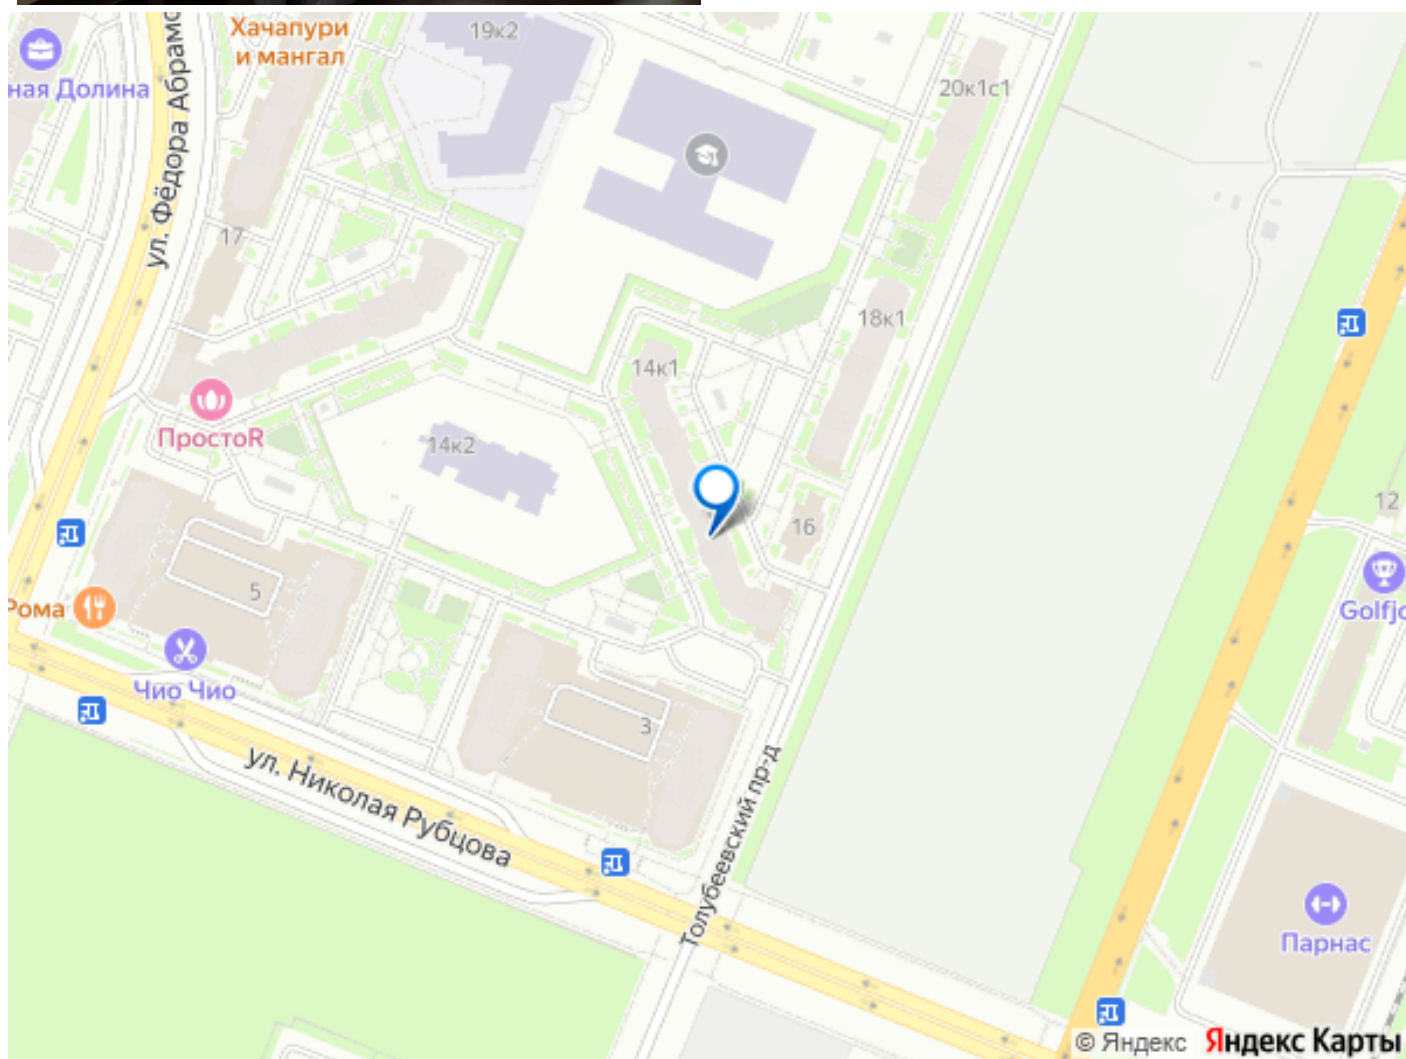 Хачапури
и мангал
19к2
ная Долина
20к1с1
ул. Фёдора Абрамо
17
18к1
14к1
ПростоR
14к2
12
16
5
Рома
Golfjo
Чио Чио
3
ул. Николая Рубцова
Толубеевский пр-д
Парнас
© Яндекс Яндекс Карты